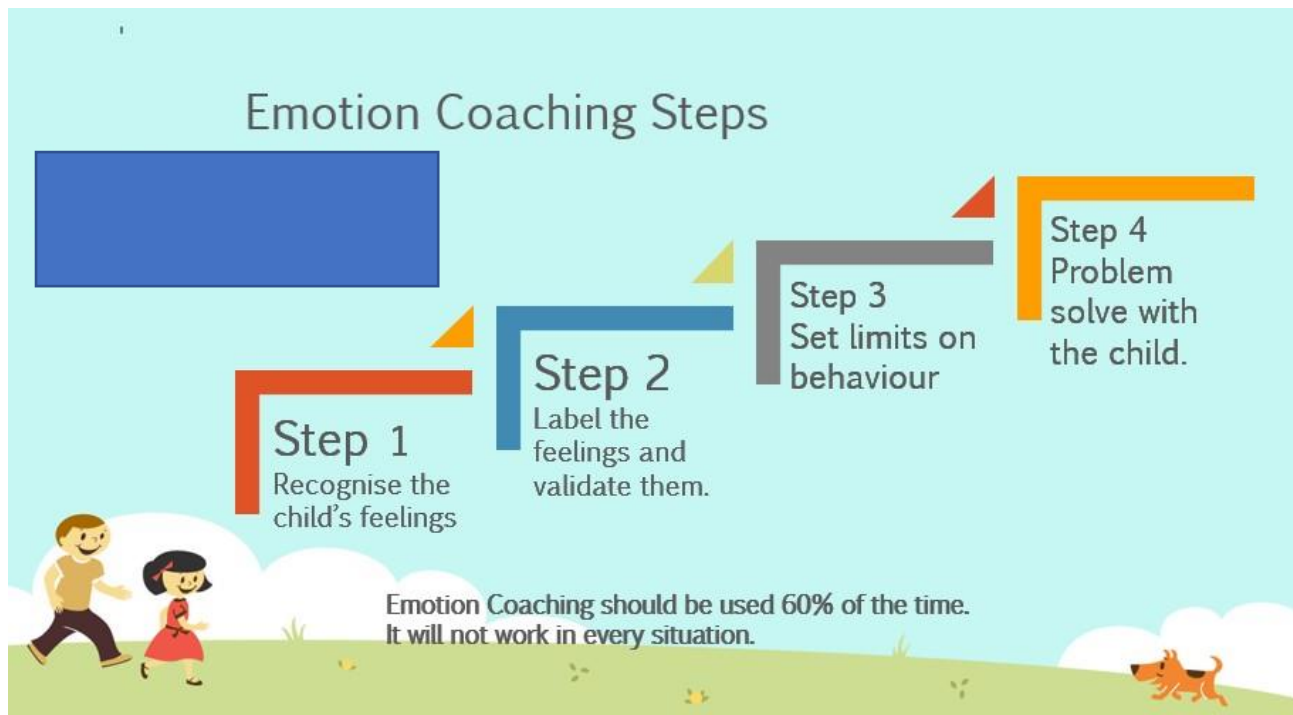 Emotion Coaching Steps
Step 1
Recognise the
child's feelings
Step 2
Label the
feelings and
validate them.
Step 3
Set limits on
behaviour
Step 4
Problem
solve with
the child.
Emotion Coaching should be used 60% of the time.
It will not work in every situation.